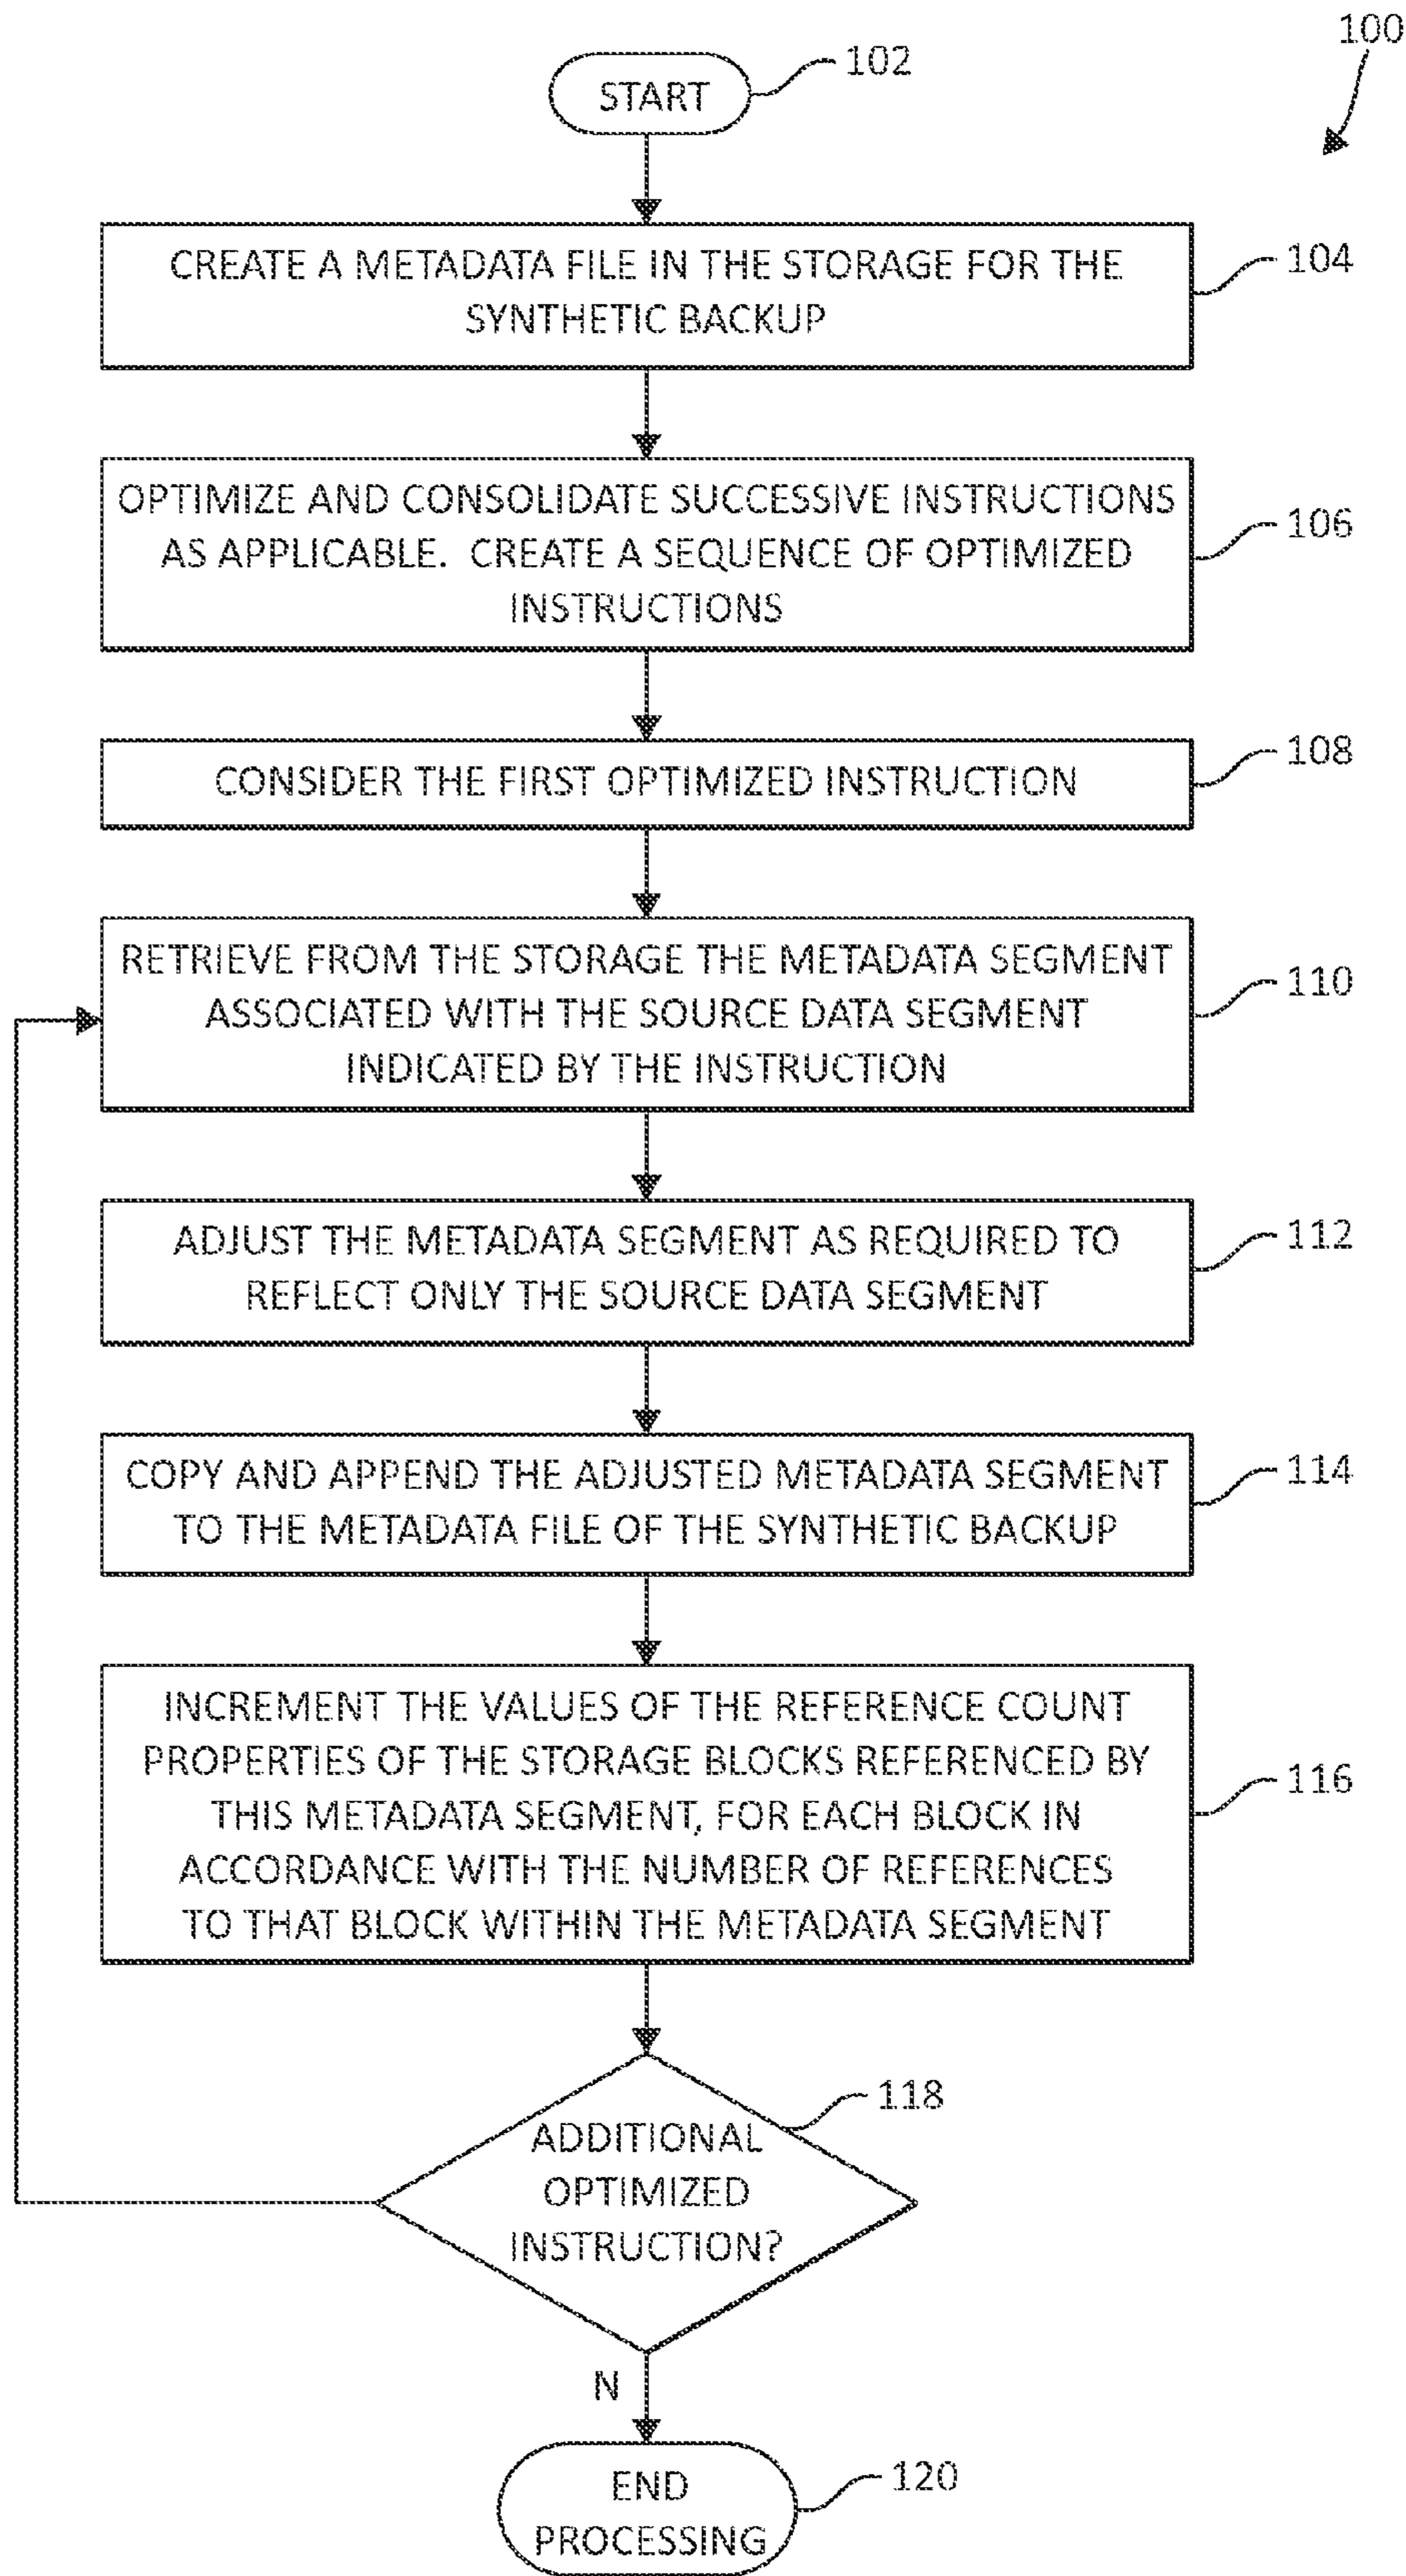 100
START
102
CREATE A METADATA FILE IN THE STORAGE FOR THE
SYNTHETIC BACKUP
104
OPTIMIZE AND CONSOLIDATE SUCCESSIVE INSTRUCTIONS
AS APPLICABLE. CREATE A SEQUENCE OF OPTIMIZED
INSTRUCTIONS
106
CONSIDER THE FIRST OPTIMIZED INSTRUCTION
108
RETRIEVE FROM THE STORAGE THE METADATA SEGMENT
ASSOCIATED WITH THE SOURCE DATA SEGMENT
INDICATED BY THE INSTRUCTION
110
ADJUST THE METADATA SEGMENT AS REQUIRED TO
REFLECT ONLY THE SOURCE DATA SEGMENT
112
COPY AND APPEND THE ADJUSTED METADATA SEGMENT
TO THE METADATA FILE OF THE SYNTHETIC BACKUP
114
INCREMENT THE VALUES OF THE REFERENCE COUNT
PROPERTIES OF THE STORAGE BLOCKS REFERENCED BY
THIS METADATA SEGMENT, FOR EACH BLOCK IN
ACCORDANCE WITH THE NUMBER OF REFERENCES
TO THAT BLOCK WITHIN THE METADATA SEGMENT
116
ADDITIONAL
OPTIMIZED
INSTRUCTION?
118
N
END
PROCESSING
120